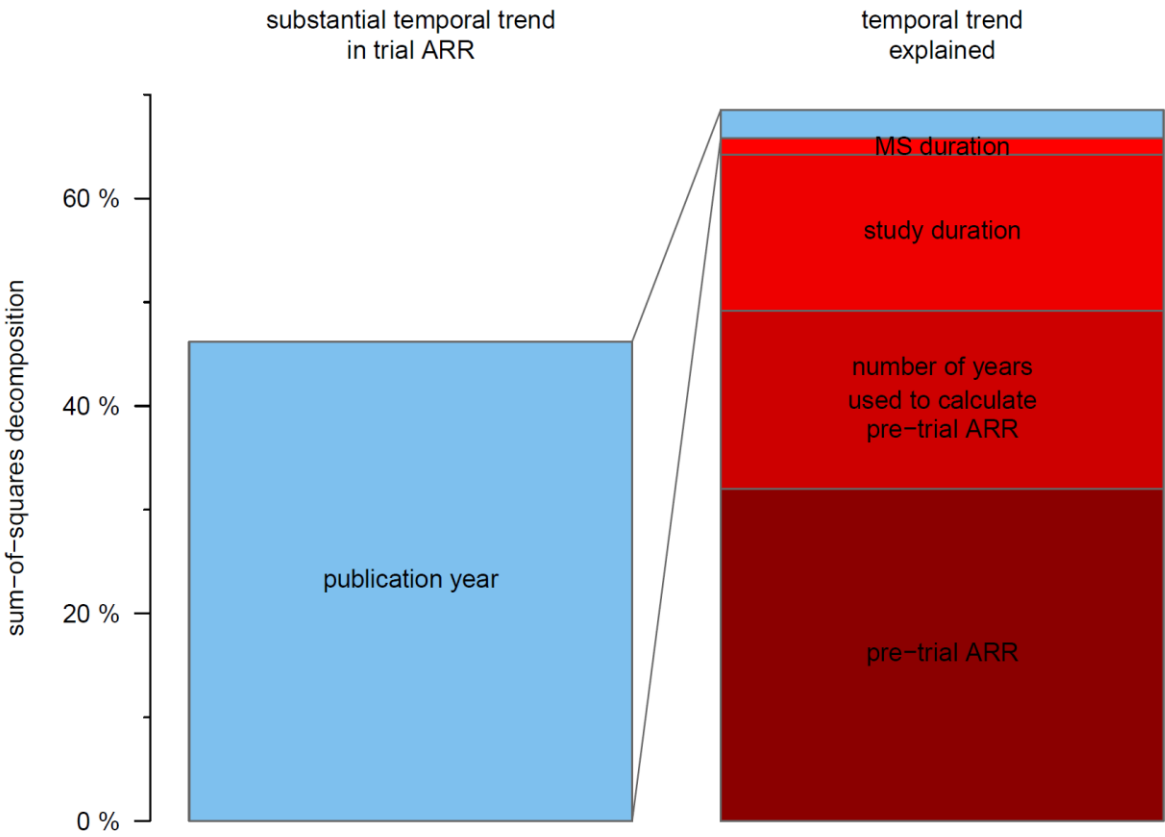 substantial temporal trend
in trial ARR
temporal trend
explained
sum−of−squares decomposition
60 %
40 %
20 %
0 %
publication year
MS duration
study duration
number of years
used to calculate
pre−trial ARR
pre−trial ARR